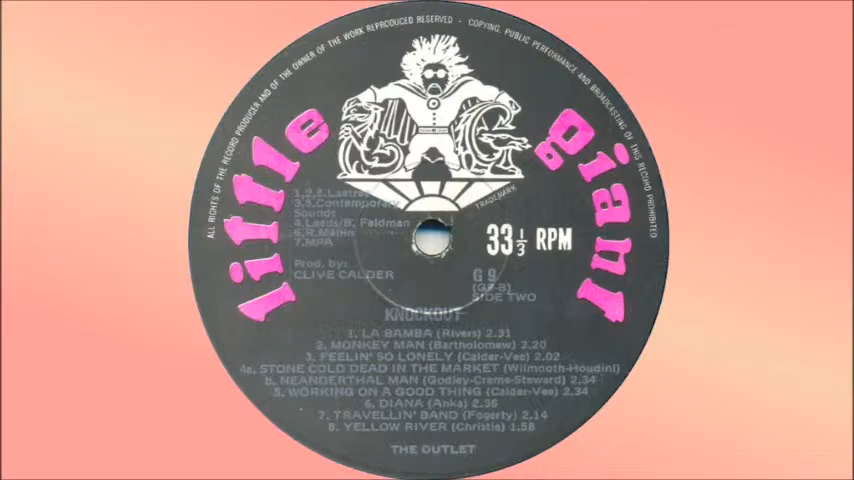 ALL RIGHTS OF THE RECORD PRODUCER AND OF THE OWNER OF THE WORK REPRODUCED RESERVED - COPYING, PUBLIC PERFORMANCE AND BROADCASTING OF THIS RECORD PROHIBITED
little giant
TRADEMARK
3,5.Contemporary
Sounds
4.Leeds/B. Feldman
7.MPA
33 1/3 RPM
Prod. by:
CLIVE CALDER
G 9
(G9-B)
SIDE TWO
KNOCKOUT
1. LA BAMBA (Rivers) 2.31
2. MONKEY MAN (Bartholomew) 2.20
3. FEELIN' SO LONELY (Calder-Vee) 2.02
4a. STONE COLD DEAD IN THE MARKET (Wilmooth-Houdini)
b. NEANDERTHAL MAN (Godley-Creme-Steward) 2.34
5. WORKING ON A GOOD THING (Calder-Vee) 2.34
6. DIANA (Anka) 2.36
7. TRAVELLIN' BAND (Fogerty) 2.14
8. YELLOW RIVER (Christie) 1.58
THE OUTLET